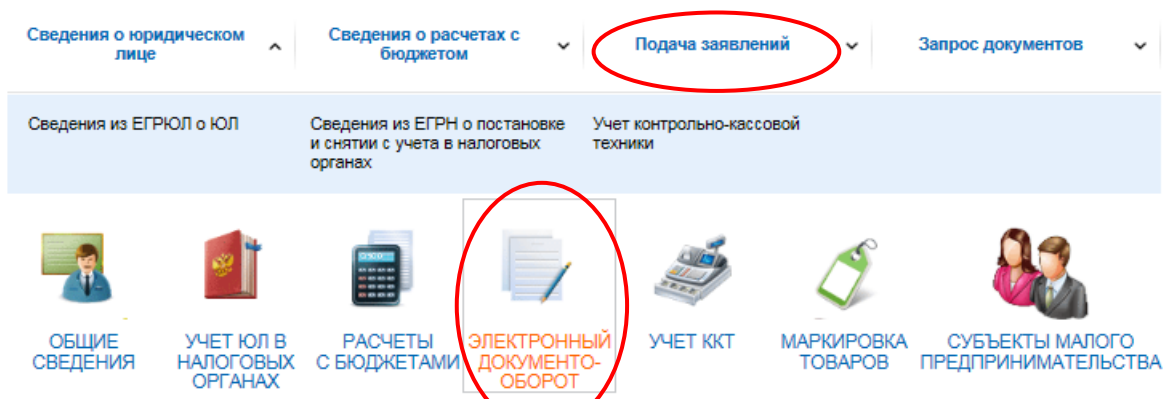 Сведения о юридическом
лице
Сведения о расчетах с
бюджетом
Подача заявлений
Запрос документов
Сведения из ЕГРЮЛ о ЮЛ
Сведения из ЕГРН о постановке
и снятии с учета в налоговых
органах
Учет контрольно-кассовой
техники
ОБЩИЕ
СВЕДЕНИЯ
УЧЕТ ЮЛ В
НАЛОГОВЫХ
ОРГАНАХ
РАСЧЕТЫ
С БЮДЖЕТАМИ
ЭЛЕКТРОННЫЙ
ДОКУМЕНТО-
ОБОРОТ
УЧЕТ ККТ
МАРКИРОВКА
ТОВАРОВ
СУБЪЕКТЫ МАЛОГО
ПРЕДПРИНИМАТЕЛЬСТВА